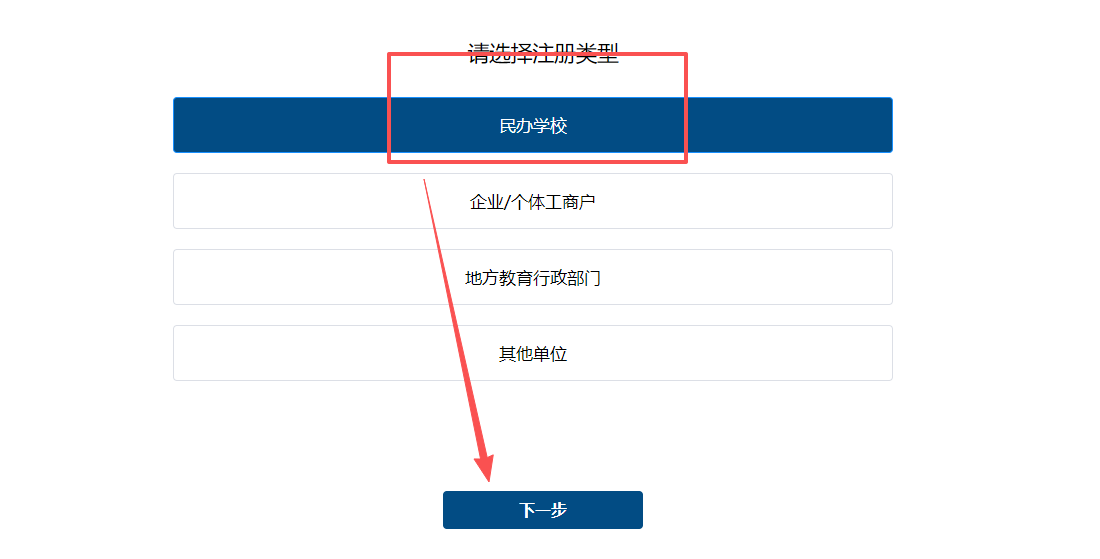 请选择注册类型
民办学校
企业/个体工商户
地方教育行政部门
其他单位
下一步